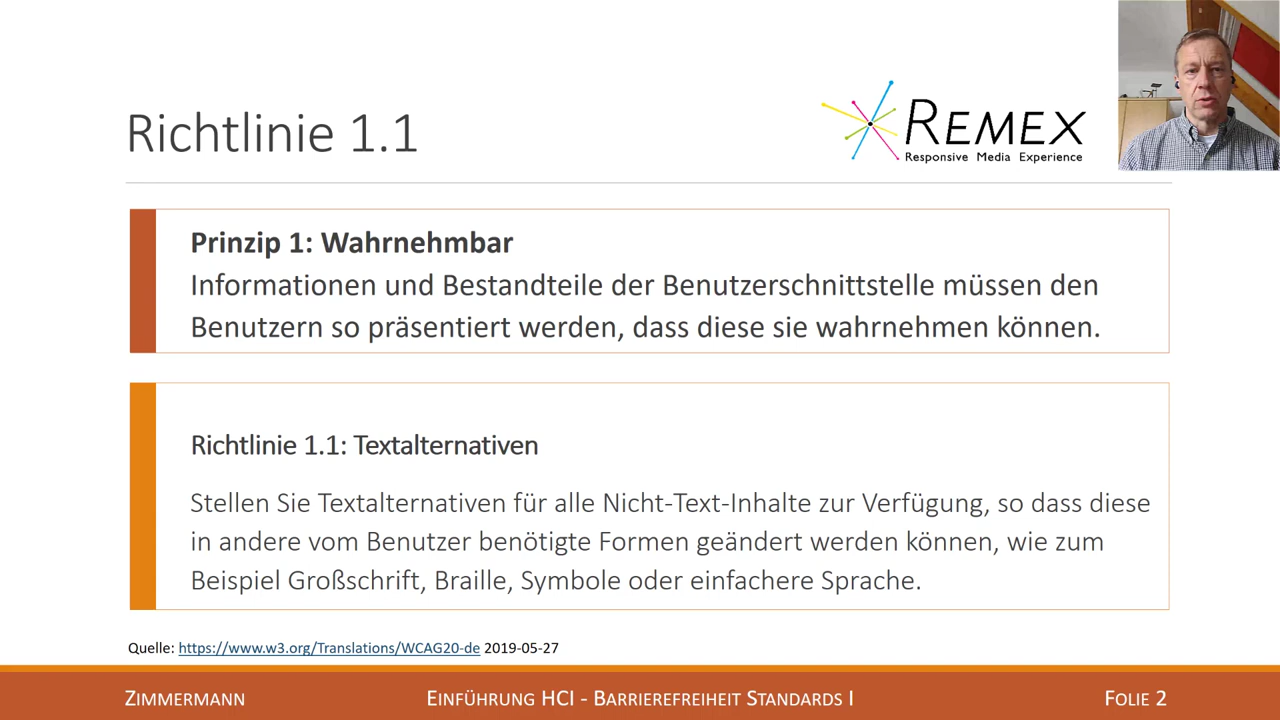 Richtlinie 1.1
REMEX
Responsive Media Experience
Prinzip 1: Wahrnehmbar
Informationen und Bestandteile der Benutzerschnittstelle müssen den
Benutzern so präsentiert werden, dass diese sie wahrnehmen können.
Richtlinie 1.1: Textalternativen
Stellen Sie Textalternativen für alle Nicht-Text-Inhalte zur Verfügung, so dass diese
in andere vom Benutzer benötigte Formen geändert werden können, wie zum
Beispiel Großschrift, Braille, Symbole oder einfachere Sprache.
Quelle: https://www.w3.org/Translations/WCAG20-de 2019-05-27
ZIMMERMANN
EINFÜHRUNG HCI - BARRIEREFREIHEIT STANDARDS I
FOLIE 2